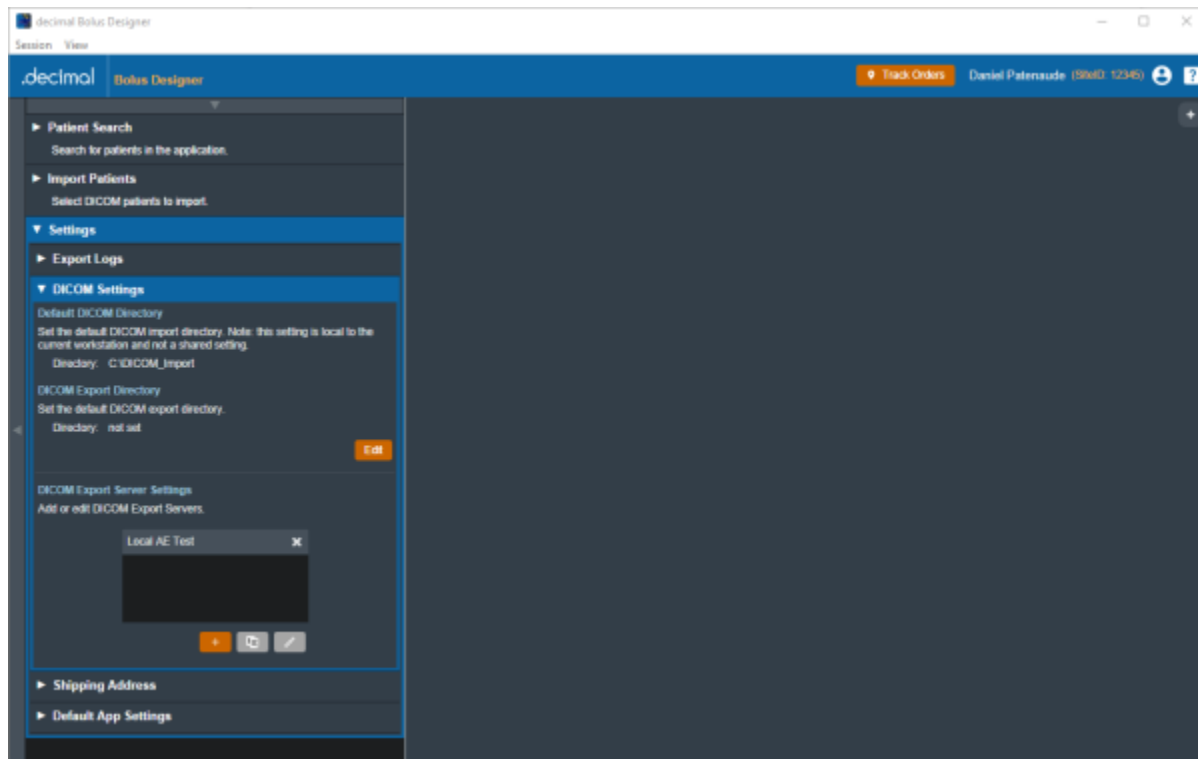 decimal Bolus Designer
Session View
.decimal Bolus Designer Track Orders Daniel Patenaude (SiteID: 12345) ?
Patient Search
Search for patients in the application.
Import Patients
Select DICOM patients to import.
Settings
Export Logs
DICOM Settings
Default DICOM Directory
Set the default DICOM import directory. Note: this setting is local to the
current workstation and not a shared setting.
Directory: C:\DICOM_Import
DICOM Export Directory
Set the default DICOM export directory.
Directory: not set
Edit
DICOM Export Server Settings
Add or edit DICOM Export Servers.
Local AE Test
Shipping Address
Default App Settings